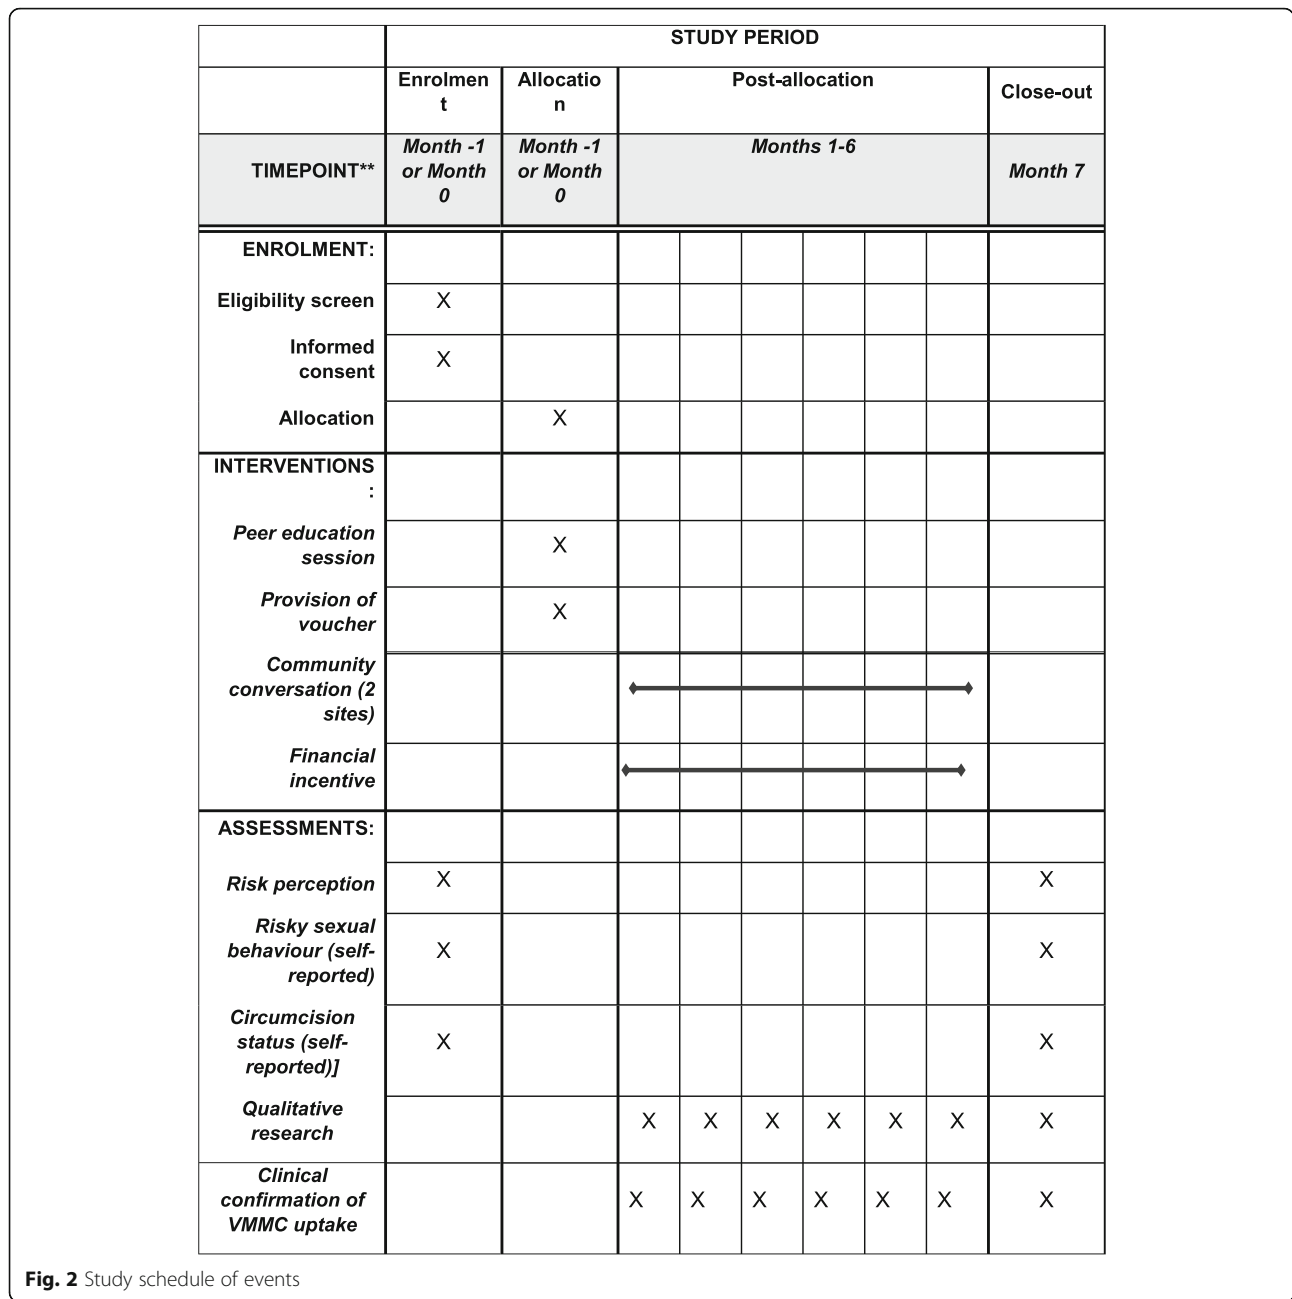 STUDY PERIOD
Enrolmen
t
Allocatio
n
Post-allocation
Close-out
TIMEPOINT**
Month -1
or Month
0
Month -1
or Month
0
Months 1-6
Month 7
ENROLMENT:
Eligibility screen
X
Informed
consent
X
Allocation
X
INTERVENTIONS
:
Peer education
session
X
Provision of
voucher
X
Community
conversation (2
sites)
Financial
incentive
ASSESSMENTS:
Risk perception
X X
Risky sexual
behaviour (self-
reported)
X X
Circumcision
status (self-
reported)]
X X
Qualitative
research
X X X X X X X
Clinical
confirmation of
VMMC uptake
X X X X X X X
Fig. 2 Study schedule of events